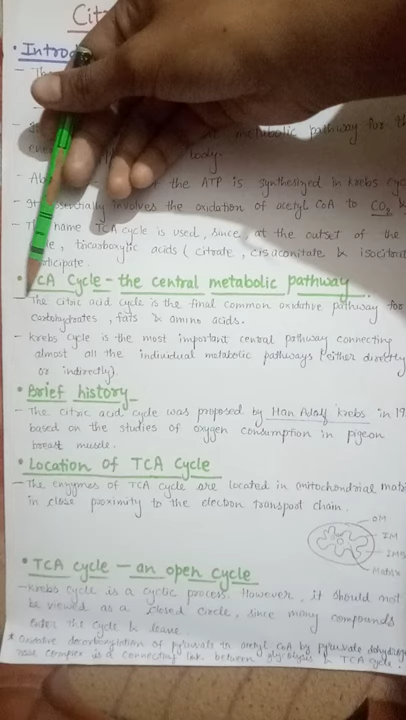 Cit
• Introd
- Th
metabolic pathway for th
body.
- Ab the ATP is synthesized in krebs cyc
essentially involves the oxidation of acetyl CoA to CO2 &
- T name TCA cycle is used, since, at the outset of the
, tricarboxylic acids (citrate, cis aconitate & isocitrat
rticipate.
• TCA Cycle - the central metabolic pathway.
- The citric acid cycle is the final common oxidative pathway for
carbohydrates, fats & amino acids.
- Krebs cycle is the most important central pathway connecting
almost all the individual metabolic pathways (either directly
or indirectly).
• Brief history -
- The citric acid cycle was proposed by Han Adolf krebs in 19
based on the studies of oxygen consumption in pigeon
breast muscle.
• Location of TCA cycle
- The enzymes of TCA cycle are located in mitochondrial matri
in close proximity to the electron transport chain.
OM
IM
IMS
Matrix
• TCA cycle - an open cycle
- Krebs cycle is a cyclic process. However, it should not
be viewed as a closed circle, since many compounds
enter the cycle & leave.
* Oxidative decarboxylation of pyruvate to acetyl CoA by pyruvate dehydrog
nase complex is a connecting link between glycolysis & TCA cycle.